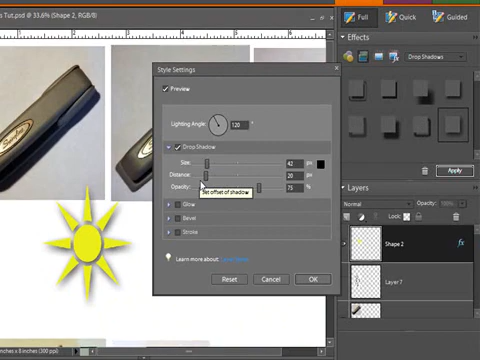 s Tut.psd @ 33.6% (Shape 2, RGB/8)
Full
Quick
Guided
Effects
Drop Shadows
Style Settings
Preview
Lighting Angle: 120 °
Drop Shadow
Size: 42 px
Distance: 20 px
Opacity: 75 %
Set offset of shadow
Glow
Bevel
Stroke
Learn more about:
Reset
Cancel
OK
Apply
Layers
Normal
Opacity: 100%
Lock:
Shape 2
fx
Layer 7
x 8 inches (300 ppi)